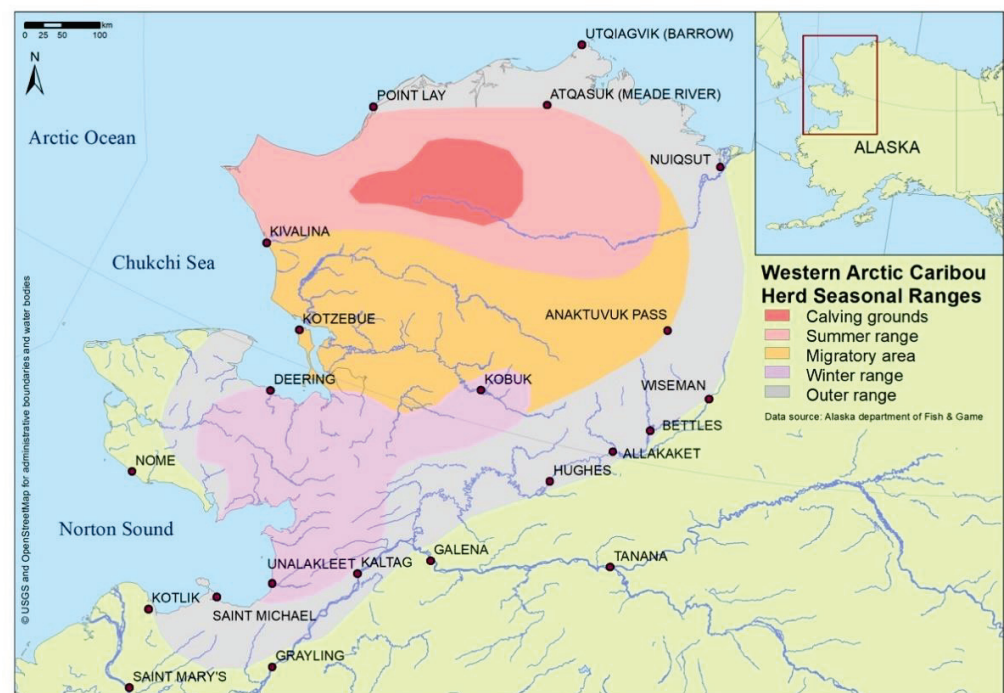 0 25 50 100 km
N
UTQIAGVIK (BARROW)
POINT LAY
ATQASUK (MEADE RIVER)
Arctic Ocean
NUIQSUT
ALASKA
KIVALINA
Chukchi Sea
Western Arctic Caribou
Herd Seasonal Ranges
Calving grounds
Summer range
Migratory area
Winter range
Outer range
Data source: Alaska department of Fish & Game
KOTZEBUE
ANAKTUVUK PASS
DEERING
KOBUK
WISEMAN
BETTLES
ALLAKAKET
NOME
HUGHES
Norton Sound
GALENA
TANANA
UNALAKLEET
KALTAG
KOTLIK
SAINT MICHAEL
GRAYLING
SAINT MARY'S
© USGS and OpenStreetMap for administrative boundaries and water bodies